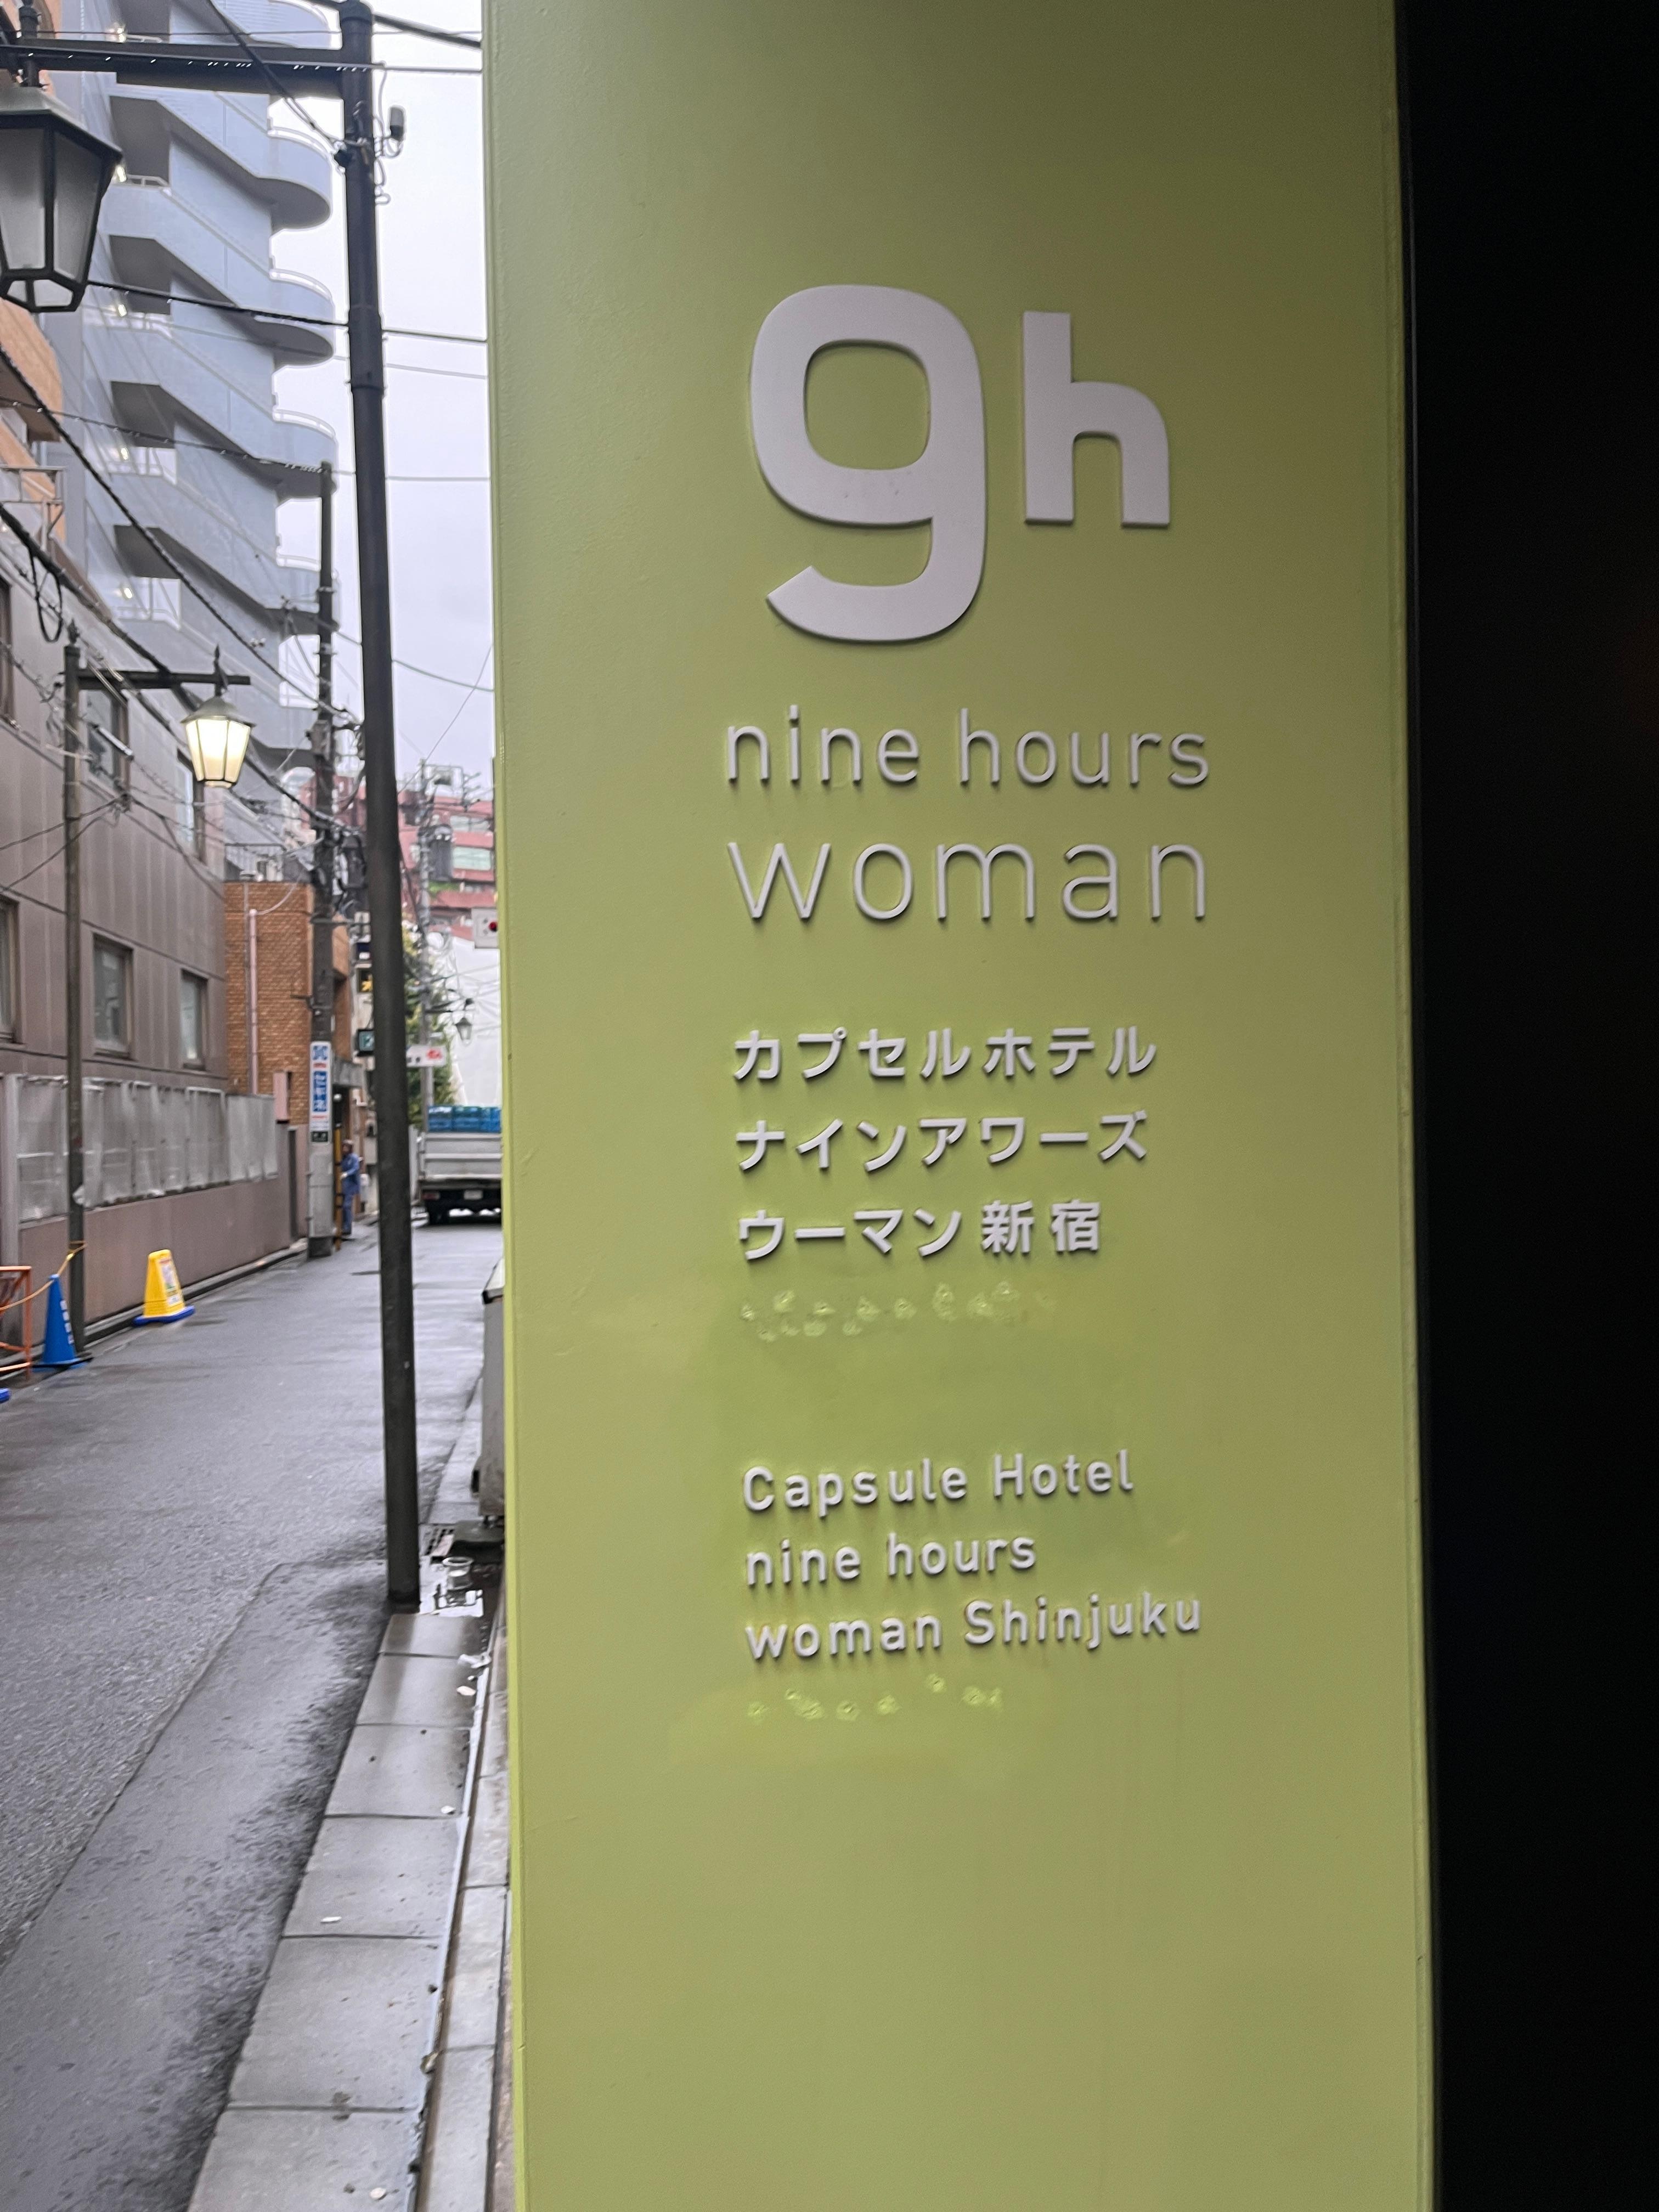 9h
nine hours
woman
カプセルホテル
ナインアワーズ
ウーマン新宿
Capsule Hotel
nine hours
woman Shinjuku